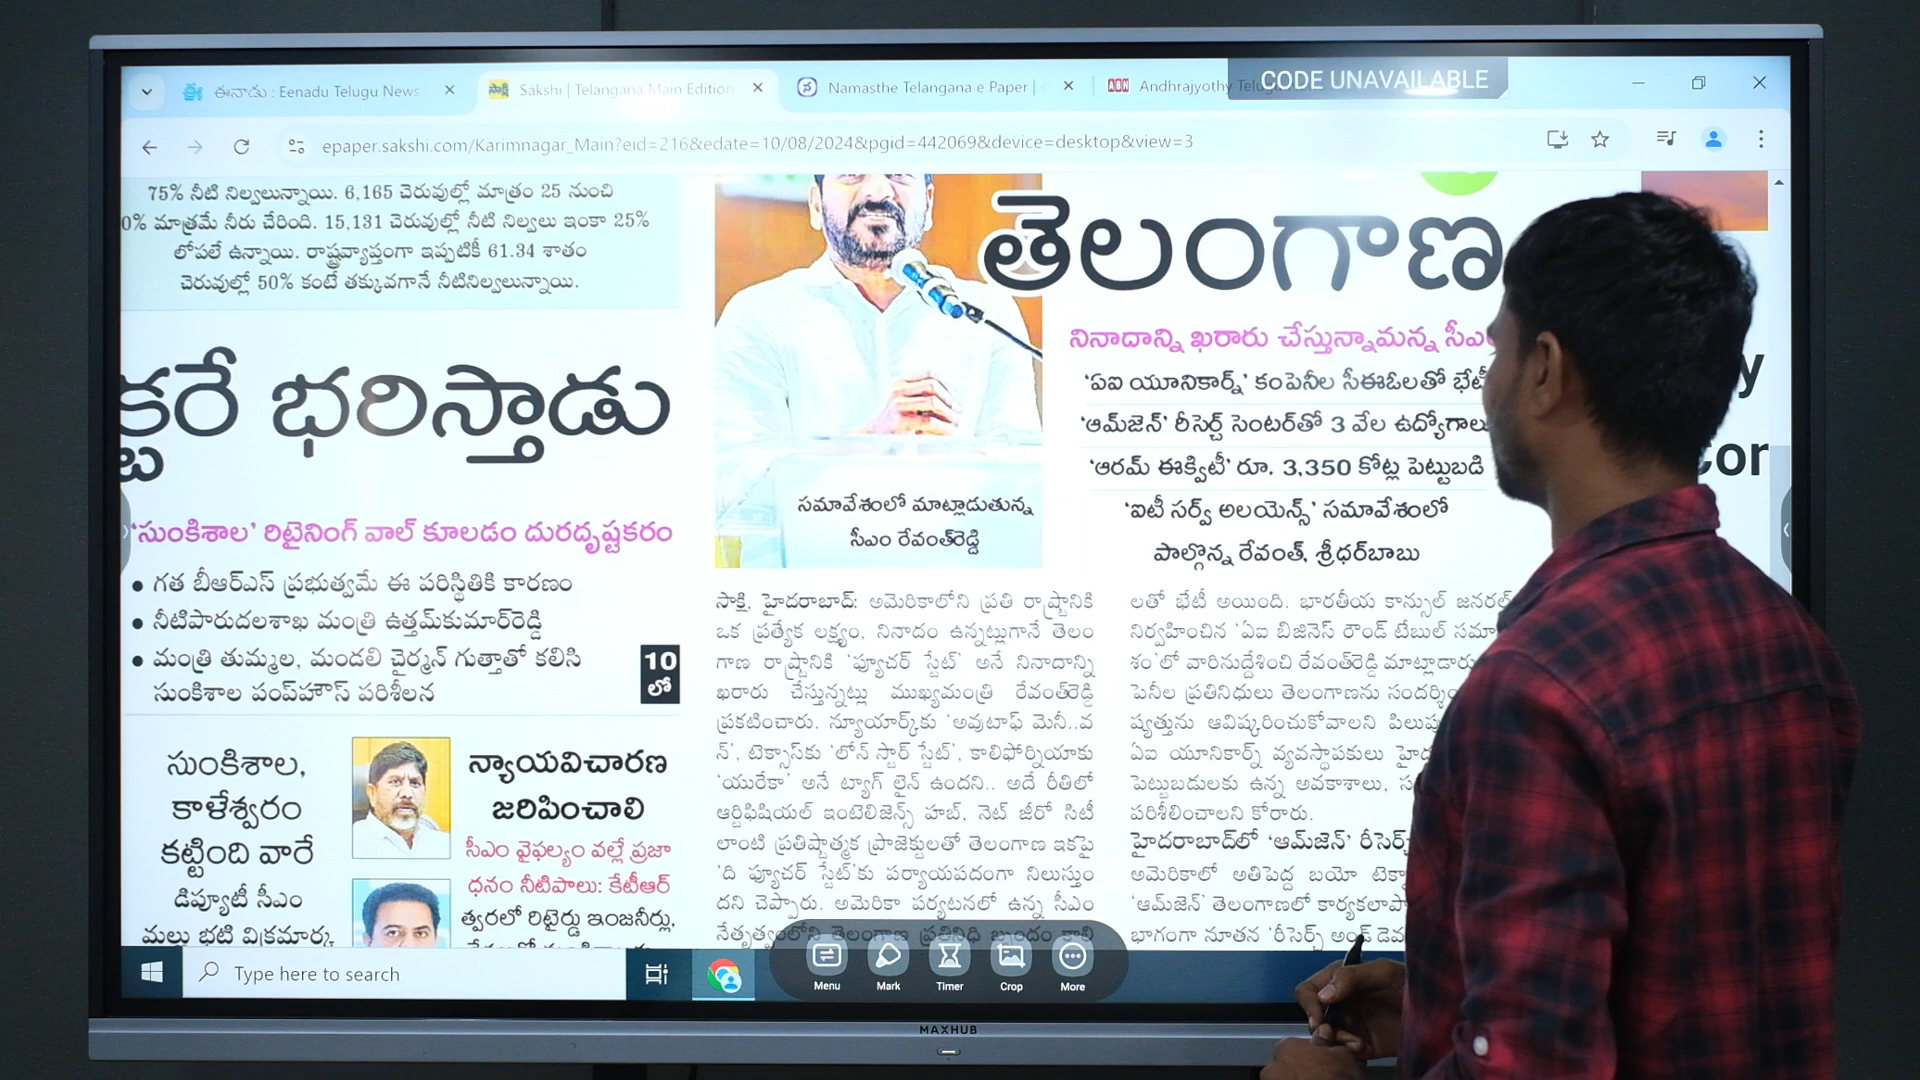 ఈనాడు : Eenadu Telugu News
Sakshi | Telangana Main Edition
Namasthe Telangana e Paper |
Andhrajyothy
CODE UNAVAILABLE
epaper.sakshi.com/Karimnagar_Main?eid=216&edate=10/08/2024&pgid=442069&device=desktop&view=3
75% నీటి నిల్వలున్నాయి. 6,165 చెరువుల్లో మాత్రం 25 నుంచి
0% మాత్రమే నీరు చేరింది. 15,131 చెరువుల్లో నీటి నిల్వలు ఇంకా 25%
లోపలే ఉన్నాయి. రాష్ట్రవ్యాప్తంగా ఇప్పటికీ 61.34 శాతం
చెరువుల్లో 50% కంటే తక్కువగానే నీటినిల్వలున్నాయి.
క్టరే భరిస్తాడు
'సుంకిశాల' రిటైనింగ్ వాల్ కూలడం దురదృష్టకరం
• గత బీఆర్ఎస్ ప్రభుత్వమే ఈ పరిస్థితికి కారణం
• నీటిపారుదలశాఖ మంత్రి ఉత్తమ్‌కుమార్‌రెడ్డి
• మంత్రి తుమ్మల, మండలి చైర్మన్ గుత్తాతో కలిసి
సుంకిశాల పంప్‌హౌస్ పరిశీలన
10
లో
సుంకిశాల,
కాళేశ్వరం
కట్టింది వారే
డిప్యూటీ సీఎం
మల్లు భట్టి విక్రమార్క
న్యాయవిచారణ
జరిపించాలి
సీఎం వైఫల్యం వల్లే ప్రజా
ధనం నీటిపాలు: కేటీఆర్
త్వరలో రిటైర్డు ఇంజనీర్లు,
సమావేశంలో మాట్లాడుతున్న
సీఎం రేవంత్‌రెడ్డి
తెలంగాణ
నినాదాన్ని ఖరారు చేస్తున్నామన్న సీఎం
'ఏఐ యూనికార్న్' కంపెనీల సీఈఓలతో భేటీ
'ఆమ్‌జెన్' రీసెర్చ్ సెంటర్‌తో 3 వేల ఉద్యోగాలు
'ఆరమ్ ఈక్విటీ' రూ. 3,350 కోట్ల పెట్టుబడి
'ఐటీ సర్వ్ అలయెన్స్' సమావేశంలో
పాల్గొన్న రేవంత్, శ్రీధర్‌బాబు
సాక్షి, హైదరాబాద్: అమెరికాలోని ప్రతి రాష్ట్రానికి
ఒక ప్రత్యేక లక్ష్యం, నినాదం ఉన్నట్లుగానే తెలం
గాణ రాష్ట్రానికి 'ఫ్యూచర్ స్టేట్' అనే నినాదాన్ని
ఖరారు చేస్తున్నట్లు ముఖ్యమంత్రి రేవంత్‌రెడ్డి
ప్రకటించారు. న్యూయార్క్‌కు 'అవుటాఫ్ మెనీ..వ
న్', టెక్సాస్‌కు 'లోన్ స్టార్ స్టేట్', కాలిఫోర్నియాకు
'యురేకా' అనే ట్యాగ్ లైన్ ఉందని.. అదే రీతిలో
ఆర్టిఫిషియల్ ఇంటెలిజెన్స్ హబ్, నెట్ జీరో సిటీ
లాంటి ప్రతిష్టాత్మక ప్రాజెక్టులతో తెలంగాణ ఇకపై
'ది ఫ్యూచర్ స్టేట్'కు పర్యాయపదంగా నిలుస్తుం
దని చెప్పారు. అమెరికా పర్యటనలో ఉన్న సీఎం
నేతృత్వంలోని తెలంగాణ ప్రతినిధి బృందం కాలి
లతో భేటీ అయింది. భారతీయ కాన్సుల్ జనరల్
నిర్వహించిన 'ఏఐ బిజినెస్ రౌండ్ టేబుల్ సమా
శం'లో వారినుద్దేశించి రేవంత్‌రెడ్డి మాట్లాడారు
పెనీల ప్రతినిధులు తెలంగాణను
ష్యత్తును ఆవిష్కరించుకోవాలని
ఏఐ యూనికార్న్ వ్యవస్థాపకులు
పెట్టుబడులకు ఉన్న అవకాశాలు,
పరిశీలించాలని కోరారు.
హైదరాబాద్‌లో 'ఆమ్‌జెన్' రీసెర్చ్
అమెరికాలో అతిపెద్ద బయో
'ఆమ్‌జెన్' తెలంగాణలో
భాగంగా నూతన 'రీసెర్చ్ అండ్
Type here to search
Menu
Mark
Timer
Crop
More
MAXHUB